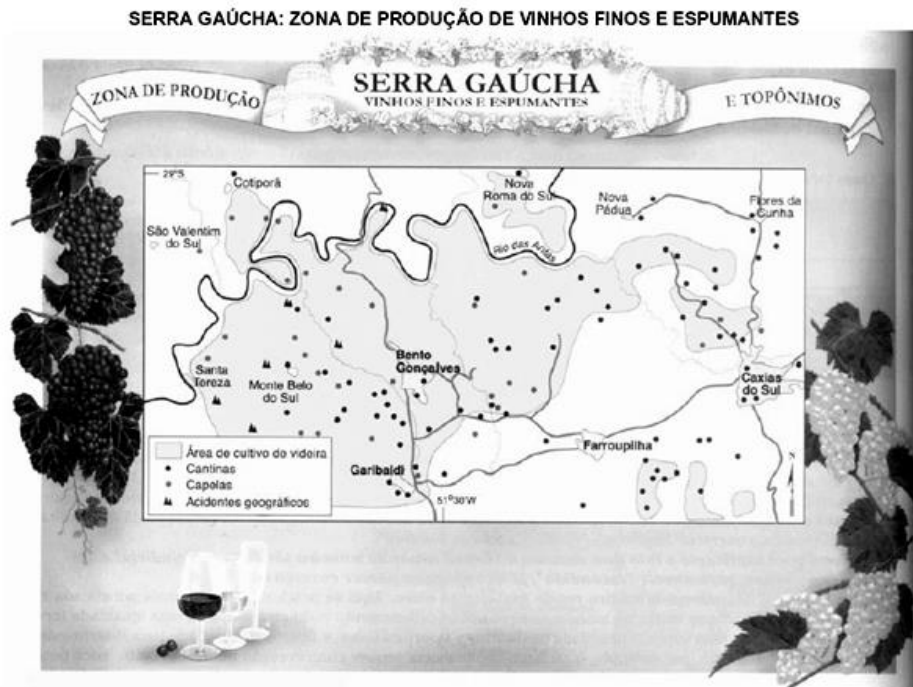 SERRA GAÚCHA: ZONA DE PRODUÇÃO DE VINHOS FINOS E ESPUMANTES
ZONA DE PRODUÇÃO
SERRA GAÚCHA
VINHOS FINOS E ESPUMANTES
E TOPÔNIMOS
29°S
Cotiporã
Nova
Roma do Sul
Nova
Pádua
Flores da
Cunha
São Valentim
do Sul
Rio das Antas
Bento
Gonçalves
Santa
Tereza
Monte Belo
do Sul
Caxias
do Sul
Farroupilha
Garibaldi
51°30'W
N
Área de cultivo de videira
Cantinas
Capelas
Acidentes geográficos